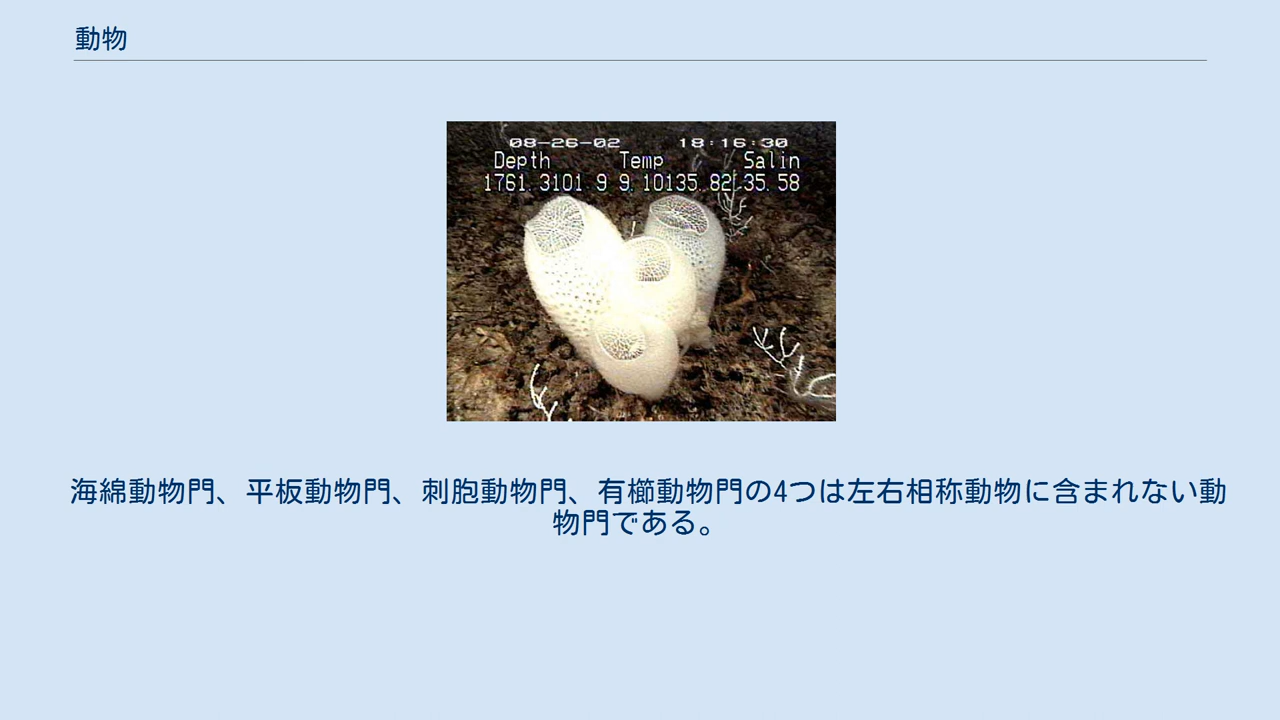 動物
08-26-02 18:16:30
Depth Temp Salin
1761.3101.9 9.10135.82 35.58
海綿動物門、平板動物門、刺胞動物門、有櫛動物門の4つは左右相称動物に含まれない動
物門である。